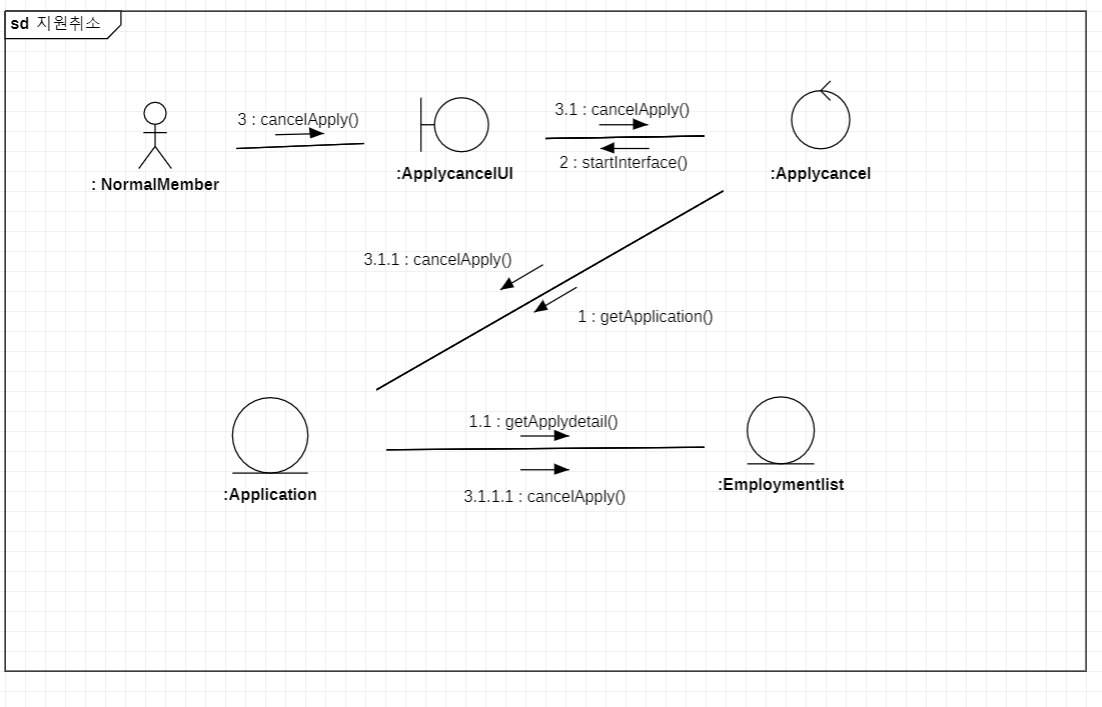 sd 지원취소
3 : cancelApply()
3.1 : cancelApply()
2 : startInterface()
: NormalMember
:ApplycancelUI
:Applycancel
3.1.1 : cancelApply()
1 : getApplication()
1.1 : getApplydetail()
3.1.1.1 : cancelApply()
:Application
:Employmentlist